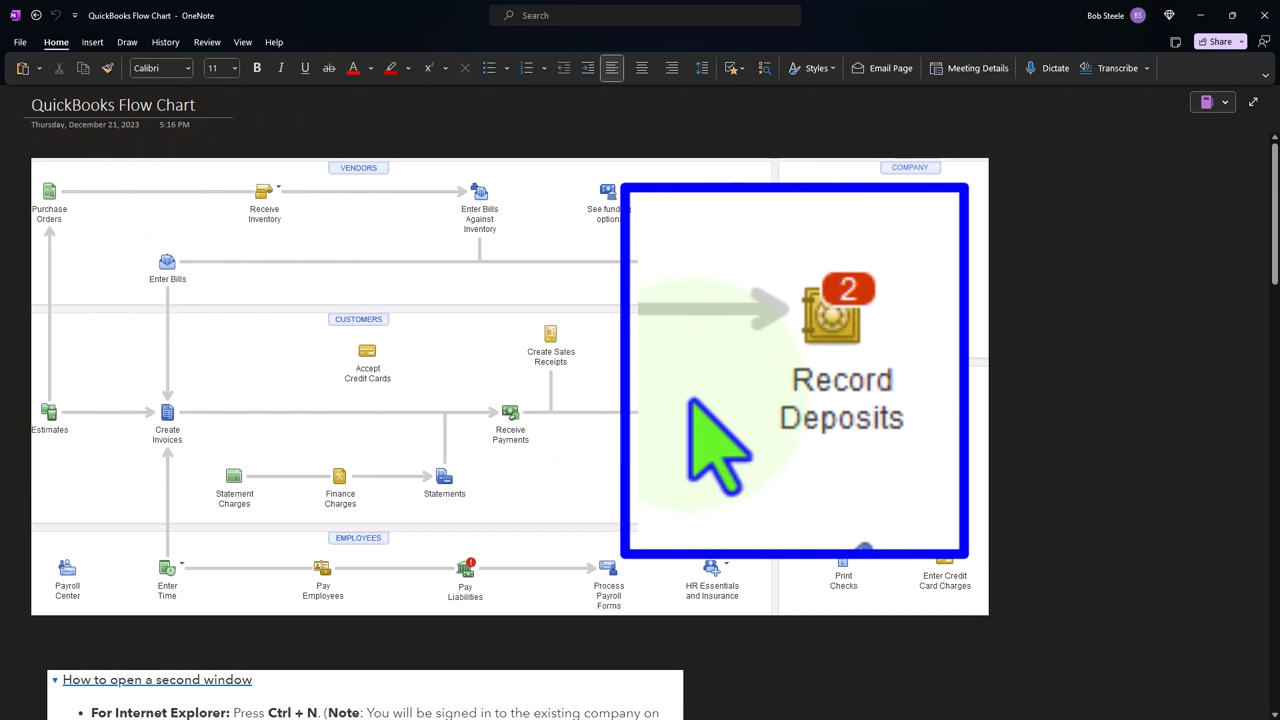 QuickBooks Flow Chart - OneNote
Search
Bob Steele
BS
File Home Insert Draw History Review View Help
Share
Calibri 11 B I U ab A x Styles Email Page Meeting Details Dictate Transcribe
QuickBooks Flow Chart
Thursday, December 21, 2023 5:16 PM
VENDORS
COMPANY
Purchase
Orders
Receive
Inventory
Enter Bills
Against
Inventory
Enter Bills
CUSTOMERS
Accept
Credit Cards
Create Sales
Receipts
2
Record
Deposits
Estimates
Create
Invoices
Receive
Payments
Statement
Charges
Finance
Charges
Statements
EMPLOYEES
Payroll
Center
Enter
Time
Pay
Employees
Pay
Liabilities
Process
Payroll
Forms
HR Essentials
and Insurance
Print
Checks
Enter Credit
Card Charges
How to open a second window
• For Internet Explorer: Press Ctrl + N. (Note: You will be signed in to the existing company on